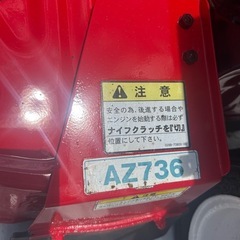 ⚠注意
安全の為、後進する場合や
エンジンを始動する際は必ず
ナイフクラッチを『切』
位置にして下さい。
AZ736